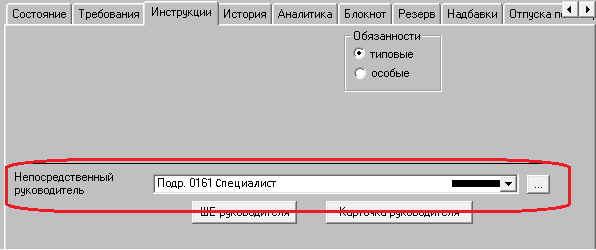 Состояние Требования Инструкции История Аналитика Блокнот Резерв Надбавки Отпуска по
Обязанности
типовые
особые
Непосредственный
руководитель
Подр. 0161 Специалист
...
ШЕ руководителя Карточка руководителя